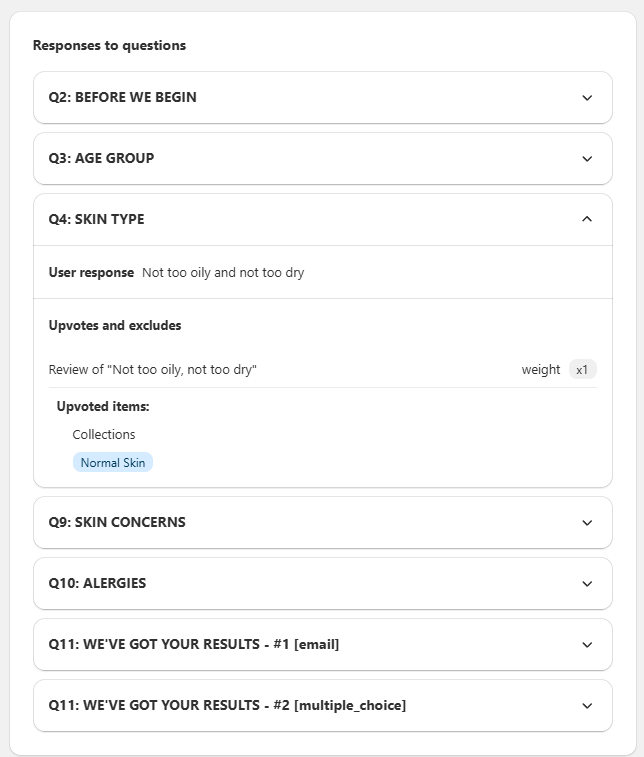 Responses to questions
Q2: BEFORE WE BEGIN
Q3: AGE GROUP
Q4: SKIN TYPE
User response Not too oily and not too dry
Upvotes and excludes
Review of "Not too oily, not too dry" weight x1
Upvoted items:
Collections
Normal Skin
Q9: SKIN CONCERNS
Q10: ALERGIES
Q11: WE'VE GOT YOUR RESULTS - #1 [email]
Q11: WE'VE GOT YOUR RESULTS - #2 [multiple_choice]